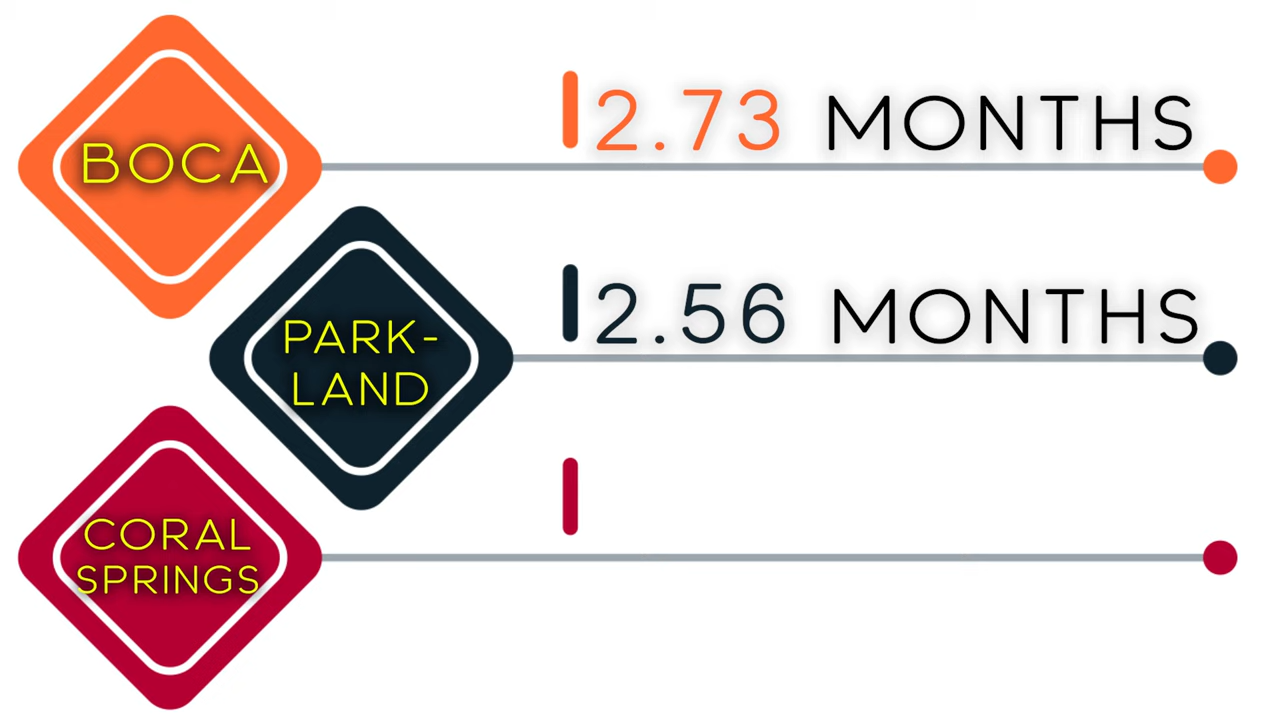 BOCA
2.73 MONTHS
PARK-
LAND
2.56 MONTHS
CORAL
SPRINGS